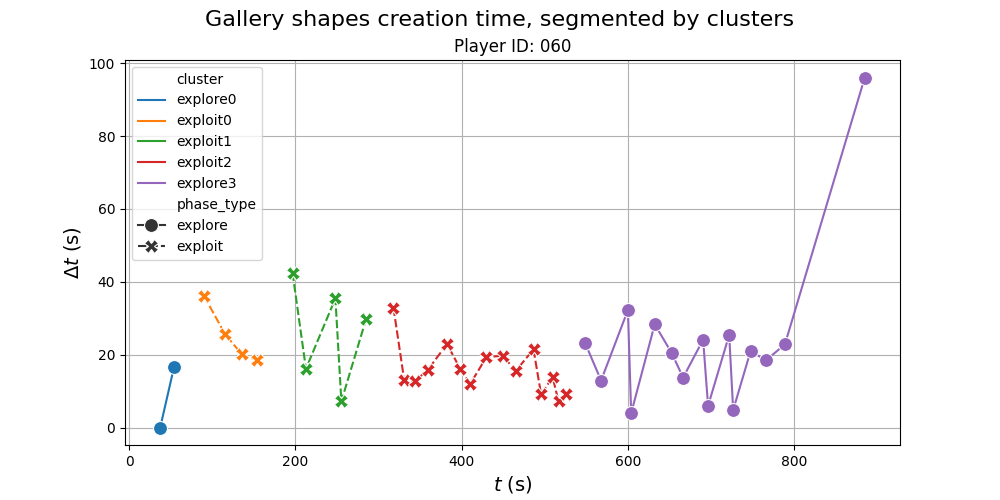 Gallery shapes creation time, segmented by clusters
Player ID: 060
100
80
60
40
20
0
Δt (s)
cluster
explore0
exploit0
exploit1
exploit2
explore3
phase_type
explore
exploit
0 200 400 600 800
t (s)